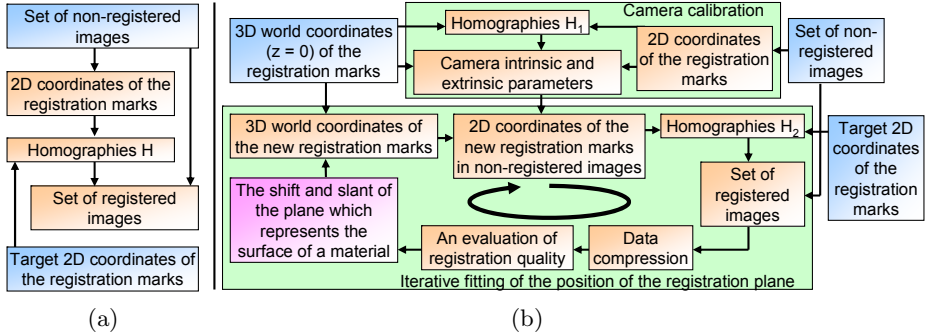 Set of non-registered
images
2D coordinates of the
registration marks
Homographies H
Set of registered
images
Target 2D coordinates of
the registration marks
(a)
3D world coordinates
(z = 0) of the
registration marks
Homographies H1
Camera calibration
Camera intrinsic and
extrinsic parameters
2D coordinates
of the registration
marks
Set of non-
registered
images
3D world coordinates of
the new registration
marks
2D coordinates of the
new registration marks
in non-registered images
Homographies H2
Target 2D
coordinates
of the
registration
marks
The shift and slant of
the plane which
represents the
surface of a material
Set of
registered
images
An evaluation of
registration quality
Data
compression
Iterative fitting of the position of the registration plane
(b)